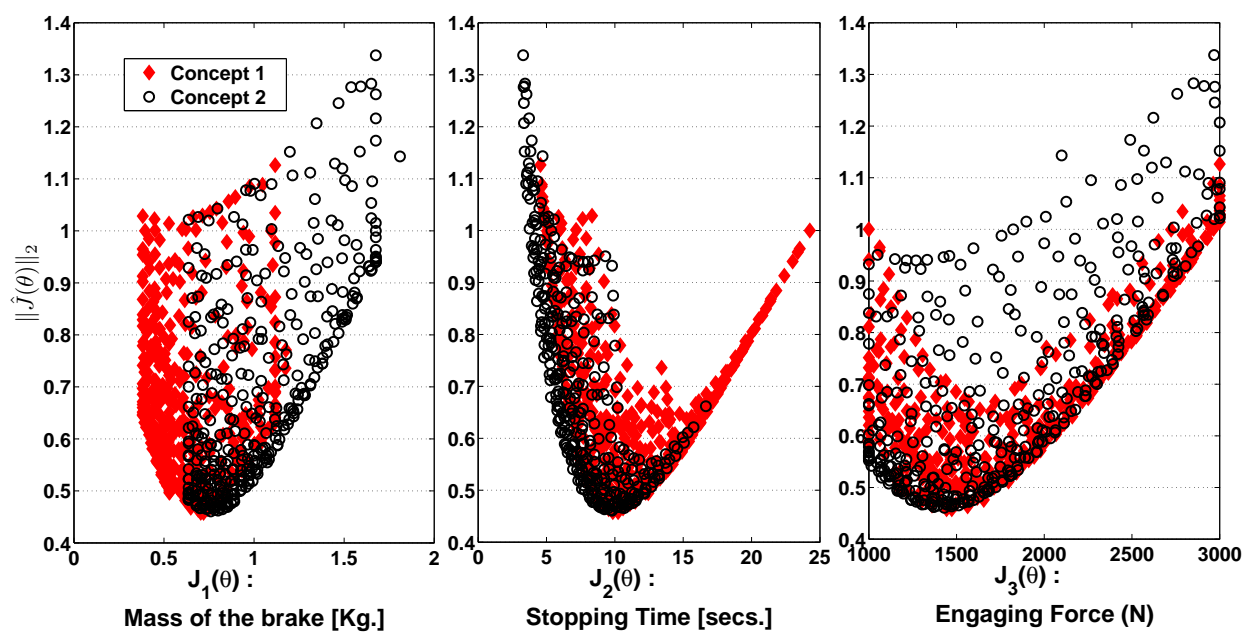 ||Ĵ(θ)||₂
1.4
1.3
1.2
1.1
1
0.9
0.8
0.7
0.6
0.5
0.4
Concept 1
Concept 2
0 0.5 1 1.5 2
J₁(θ) :
Mass of the brake [Kg.]
1.4
1.3
1.2
1.1
1
0.9
0.8
0.7
0.6
0.5
0.4
0 5 10 15 20 25
J₂(θ) :
Stopping Time [secs.]
1.4
1.3
1.2
1.1
1
0.9
0.8
0.7
0.6
0.5
0.4
1000 1500 2000 2500 3000
J₃(θ) :
Engaging Force (N)